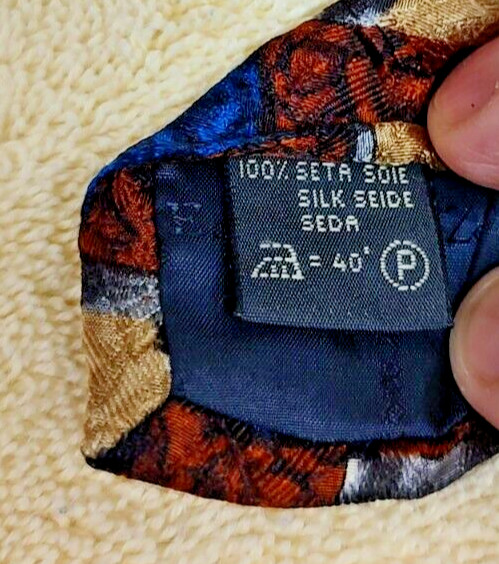 100% SETA SOIE
SILK SEIDE
SEDA
= 40° P